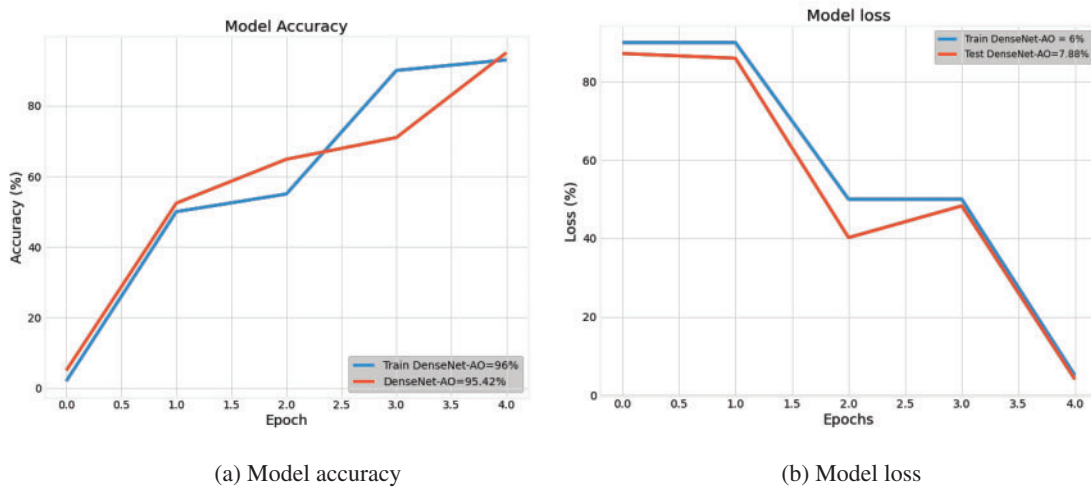 Model Accuracy
Accuracy (%)
80
60
40
20
0
0.0 0.5 1.0 1.5 2.0 2.5 3.0 3.5 4.0
Epoch
Train DenseNet-AO=96%
DenseNet-AO=95.42%
(a) Model accuracy
Model loss
Loss (%)
80
60
40
20
0
0.0 0.5 1.0 1.5 2.0 2.5 3.0 3.5 4.0
Epochs
Train DenseNet-AO = 6%
Test DenseNet-AO=7.88%
(b) Model loss